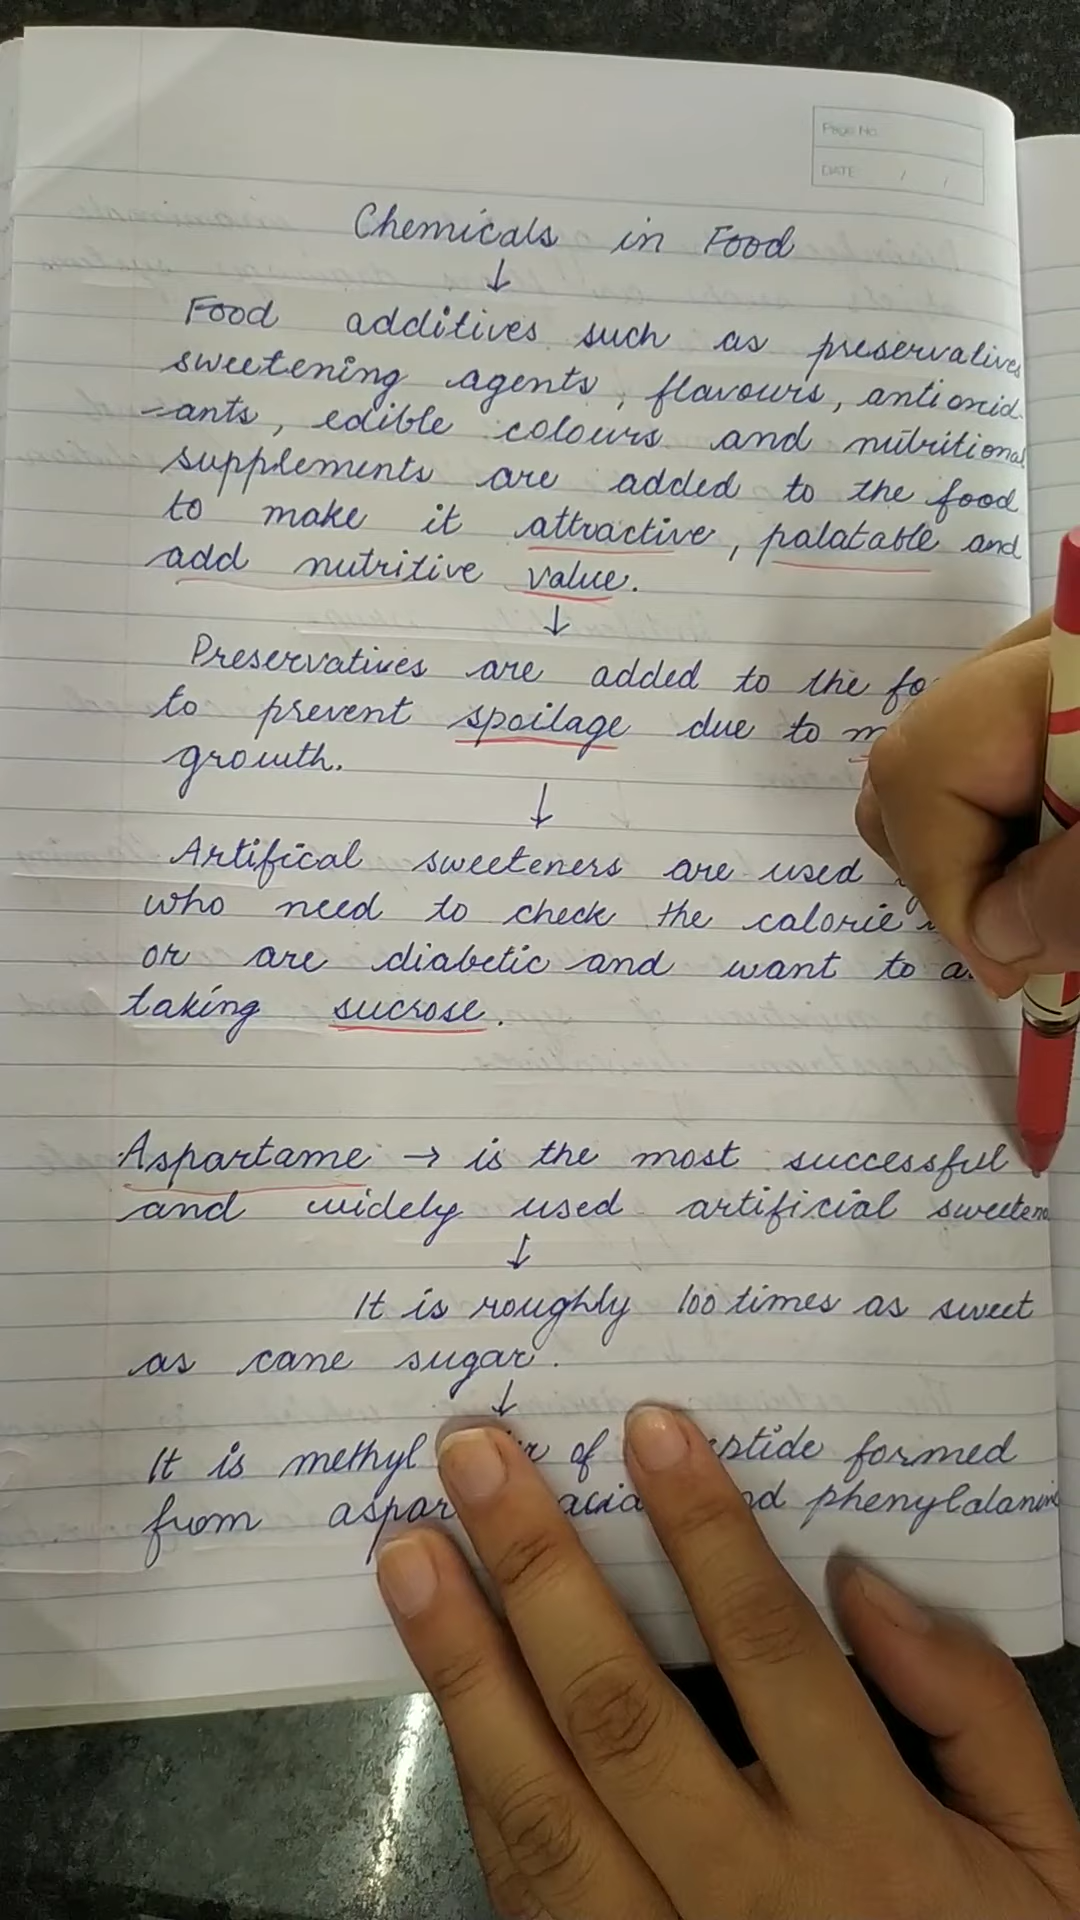 Page No.
DATE / /
Chemicals in Food
↓
Food additives such as preservatives
sweetening agents, flavours, antioxid
-ants, edible colours and nutritional
supplements are added to the food
to make it attractive, palatable and
add nutritive value.
↓
Preservatives are added to the
to prevent spoilage due to
growth.
↓
Artifical sweeteners are used
who need to check the calorie
or are diabetic and want to
taking sucrose.
Aspartame → is the most successful
and widely used artificial
↓
It is roughly 100 times as sweet
as cane sugar.
↓
It is methyl of formed
from phenylalanine